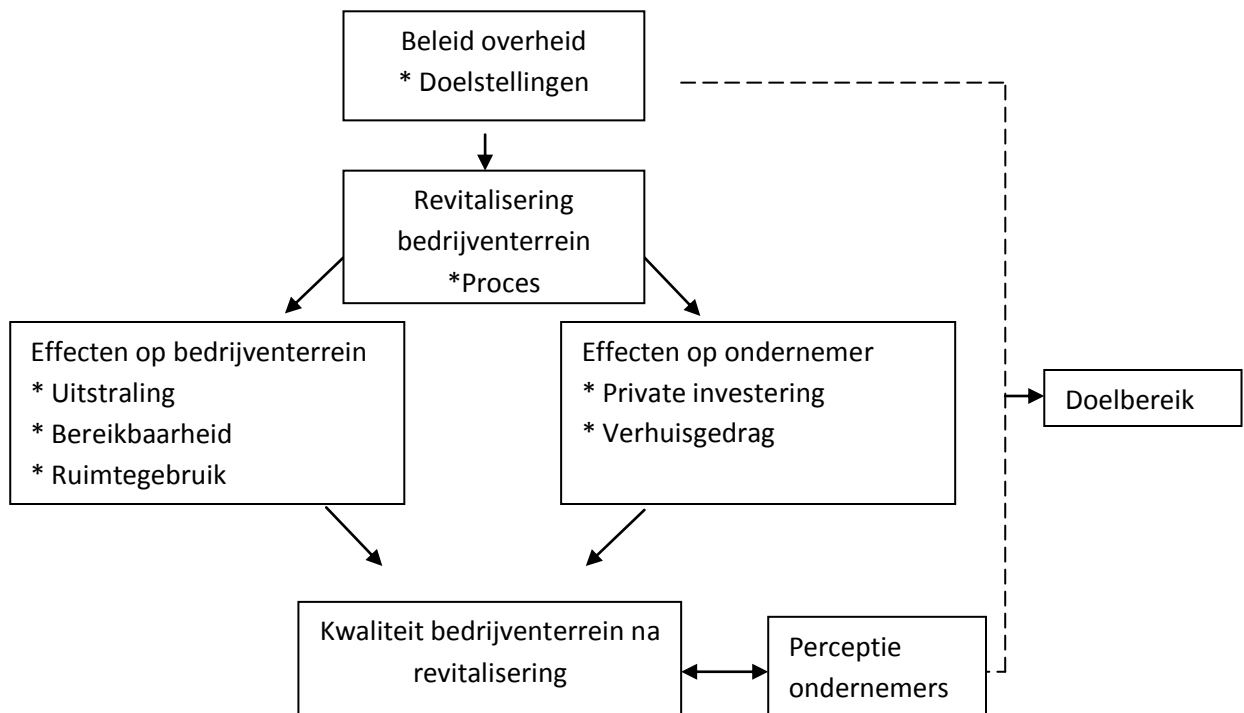 Beleid overheid
* Doelstellingen
Revitalisering
bedrijventerrein
*Proces
Effecten op bedrijventerrein
* Uitstraling
* Bereikbaarheid
* Ruimtegebruik
Effecten op ondernemer
* Private investering
* Verhuisgedrag
Doelbereik
Kwaliteit bedrijventerrein na
revitalisering
Perceptie
ondernemers